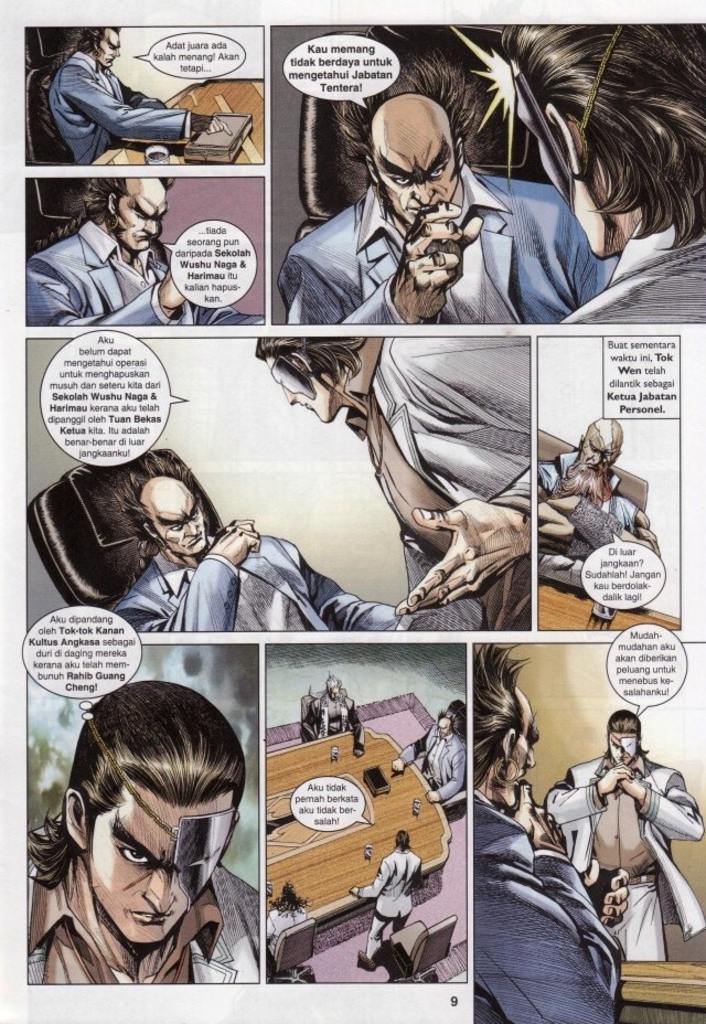 Adat juara ada
kalah menang! Akan
tetapi...
...tiada
seorang pun
daripada Sekolah
Wushu Naga &
Harimau itu
kalian hapus-
kan.
Kau memang
tidak berdaya untuk
mengetahui Jabatan
Tentera!
Aku
belum dapat
mengetahui operasi
untuk menghapuskan
musuh dan seteru kita dari
Sekolah Wushu Naga &
Harimau kerana aku telah
dipanggil oleh Tuan Bekas
Ketua kita. Itu adalah
benar-benar di luar
jangkaanku!
Buat sementara
waktu ini, Tok
Wen telah
dilantik sebagai
Ketua Jabatan
Personel.
Di luar
jangkaan?
Sudahlah! Jangan
kau berdolak-
dalik lagi!
Aku dipandang
oleh Tok-tok Kanan
Kultus Angkasa sebagai
duri di daging mereka
kerana aku telah mem-
bunuh Rahib Guang
Cheng!
Aku tidak
pernah berkata
aku tidak ber-
salah!
Mudah-
mudahan aku
akan diberikan
peluang untuk
menebus ke-
salahanku!
9